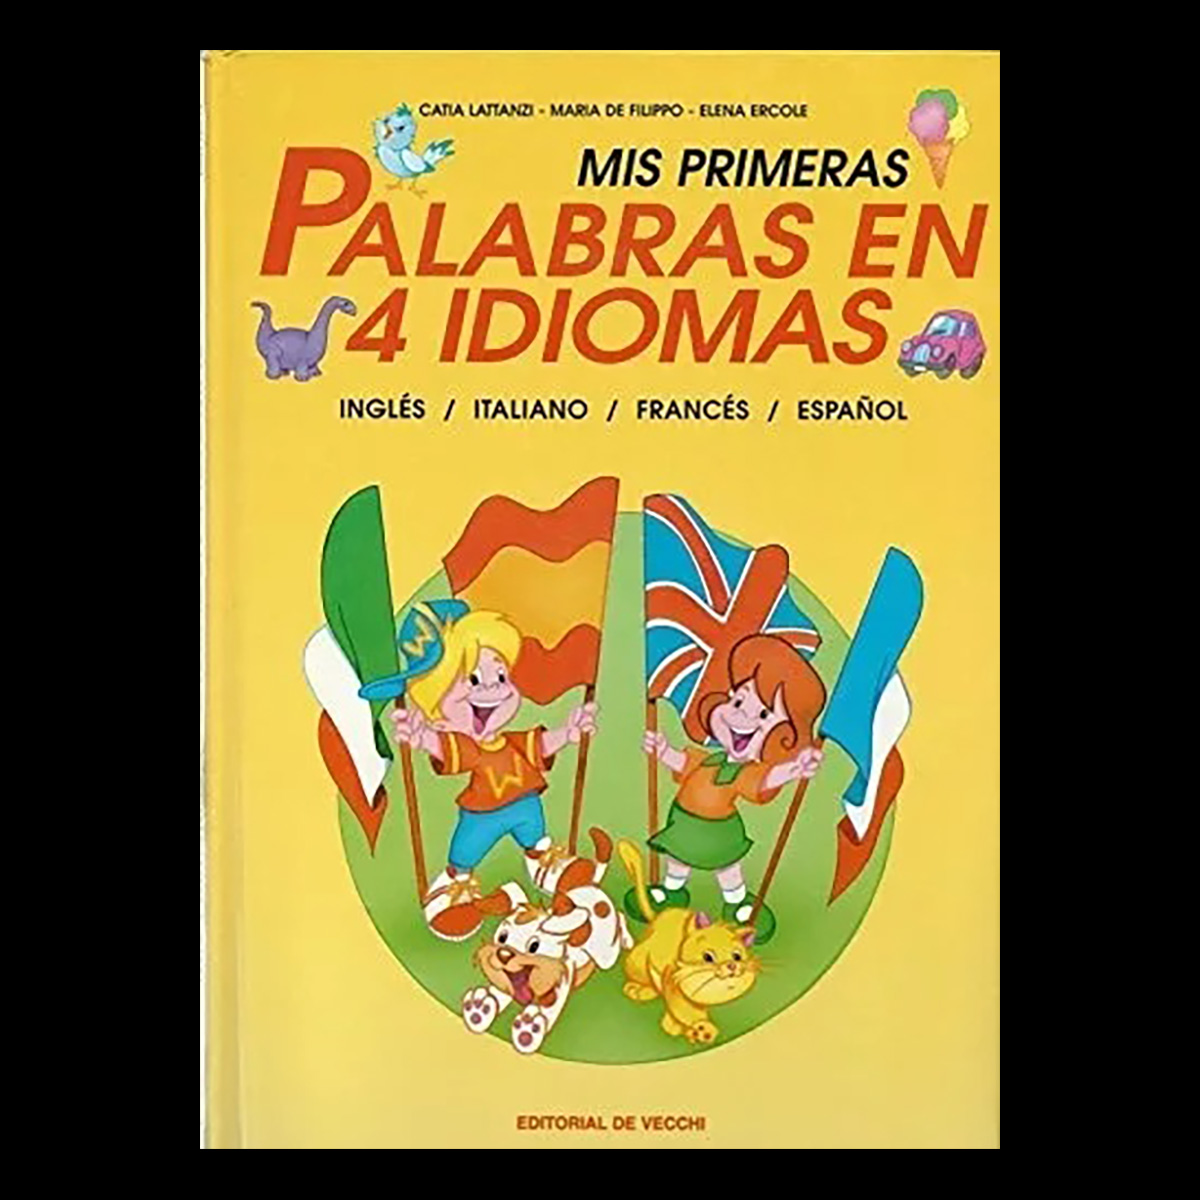 CATIA LATTANZI - MARIA DE FILIPPO - ELENA ERCOLE
MIS PRIMERAS
PALABRAS EN
4 IDIOMAS
INGLÉS / ITALIANO / FRANCÉS / ESPAÑOL
W
W
EDITORIAL DE VECCHI